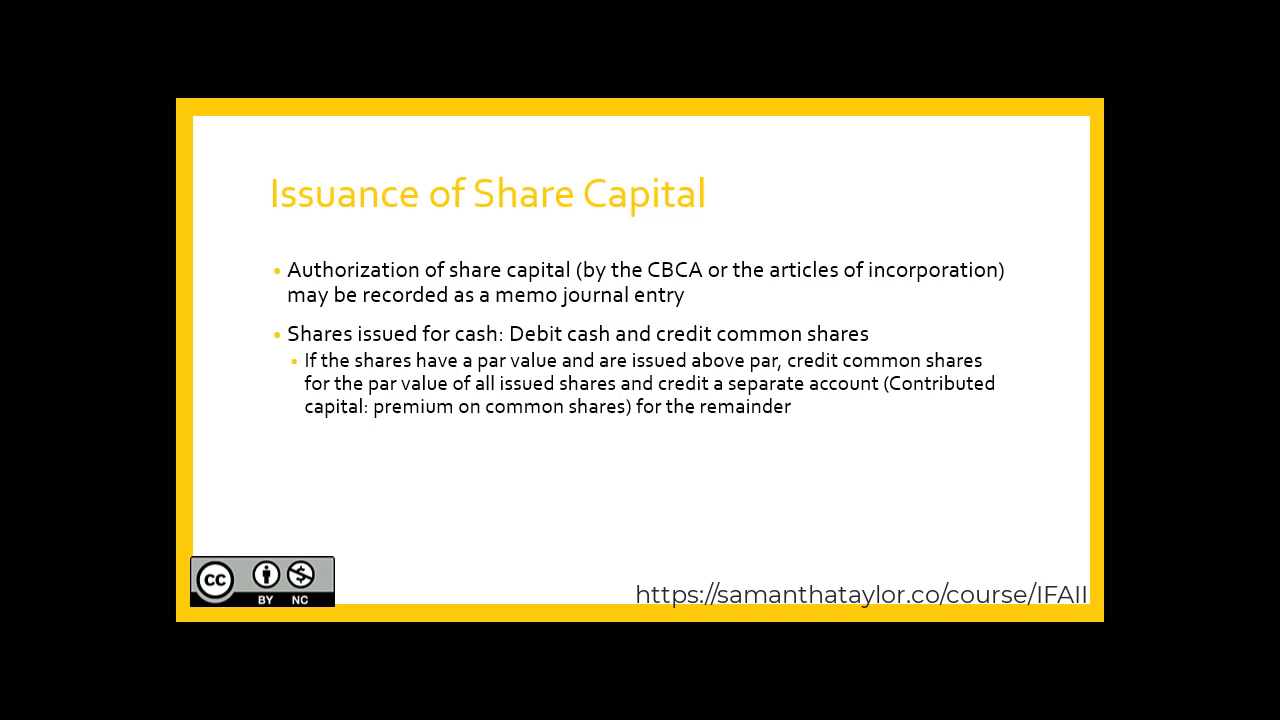 Issuance of Share Capital
• Authorization of share capital (by the CBCA or the articles of incorporation)
may be recorded as a memo journal entry
• Shares issued for cash: Debit cash and credit common shares
• If the shares have a par value and are issued above par, credit common shares
for the par value of all issued shares and credit a separate account (Contributed
capital: premium on common shares) for the remainder
cc
BY NC
https://samanthataylor.co/course/IFAII